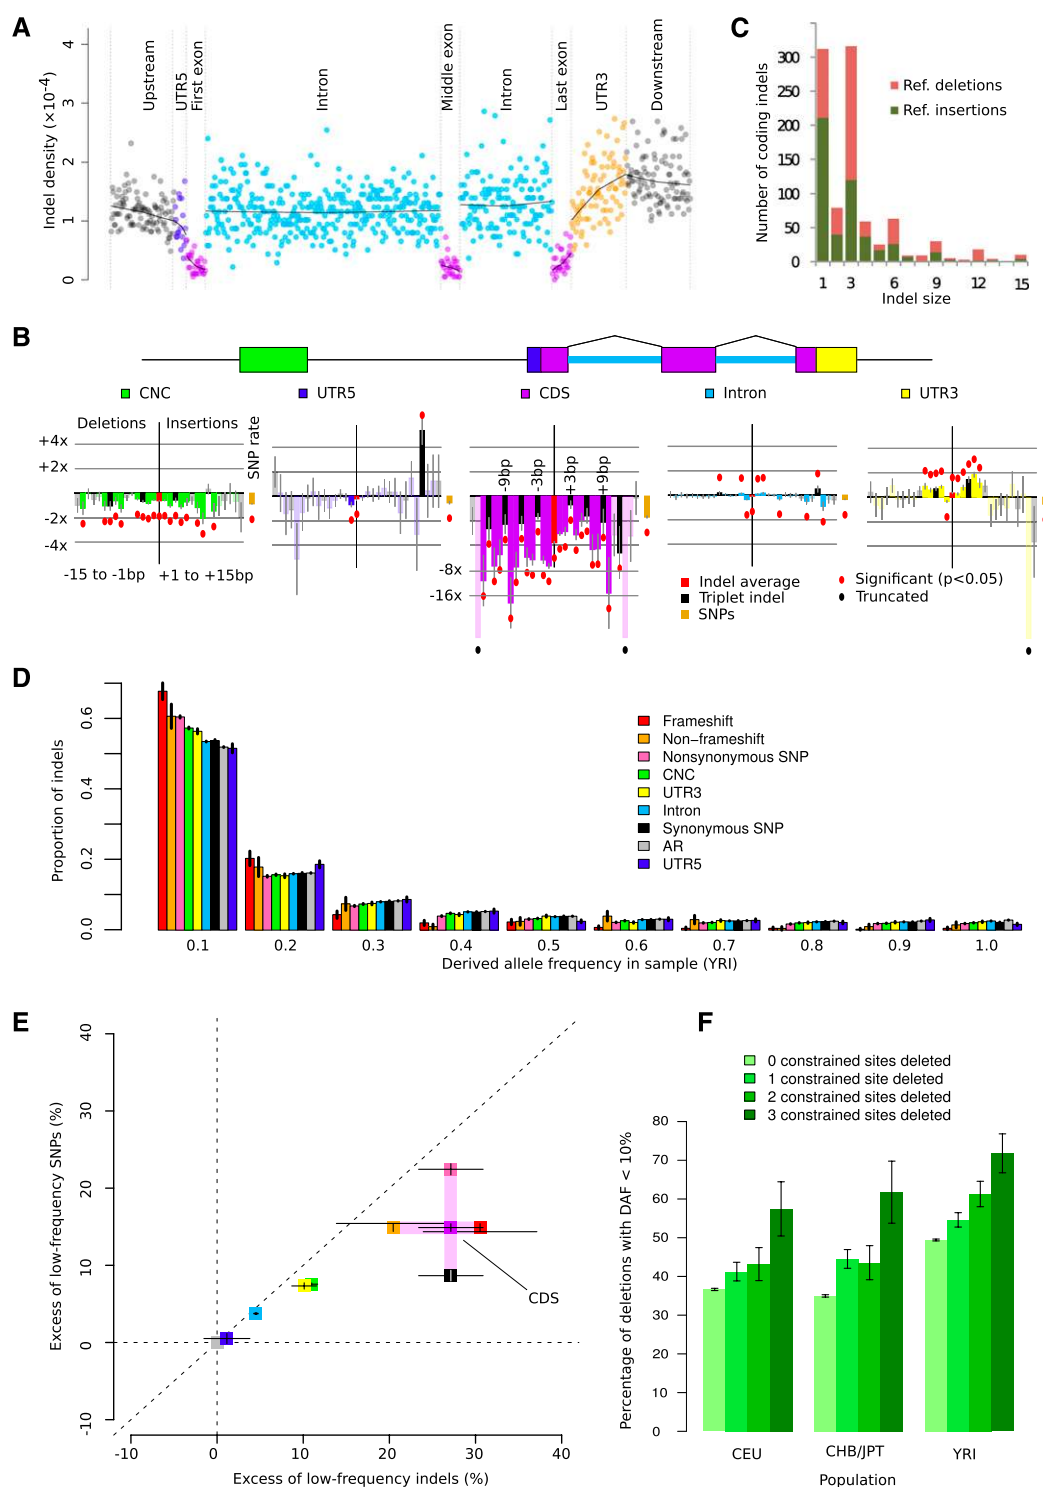 A
Indel density (×10⁻⁴)
4
3
2
1
0
Upstream
UTR5
First exon
Intron
Middle exon
Intron
Last exon
UTR3
Downstream
C
Number of coding indels
300
250
200
150
100
50
0
Ref. deletions
Ref. insertions
1 3 6 9 12 15
Indel size
B
CNC
UTR5
CDS
Intron
UTR3
Deletions Insertions
SNP rate
+4x
+2x
-2x
-4x
-15 to -1bp +1 to +15bp
-9bp
-3bp
+3bp
+9bp
-8x
-16x
Indel average
Triplet indel
SNPs
Significant (p<0.05)
Truncated
D
Proportion of indels
0.6
0.4
0.2
0.0
Frameshift
Non−frameshift
Nonsynonymous SNP
CNC
UTR3
Intron
Synonymous SNP
AR
UTR5
0.1 0.2 0.3 0.4 0.5 0.6 0.7 0.8 0.9 1.0
Derived allele frequency in sample (YRI)
E
Excess of low-frequency SNPs (%)
40
30
20
10
0
-10
CDS
-10 0 10 20 30 40
Excess of low-frequency indels (%)
F
0 constrained sites deleted
1 constrained site deleted
2 constrained sites deleted
3 constrained sites deleted
Percentage of deletions with DAF < 10%
80
70
60
50
40
30
20
10
0
CEU CHB/JPT YRI
Population